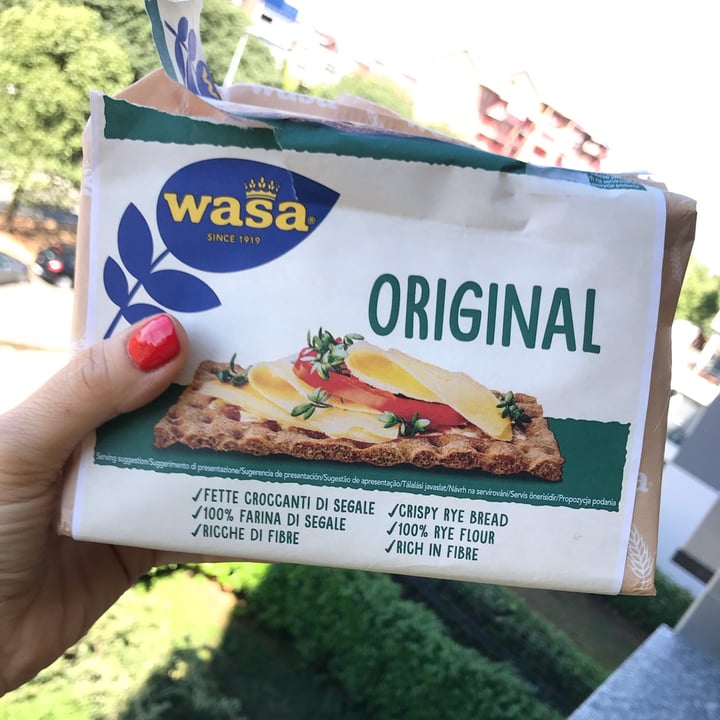 wasa®
SINCE 1919
ORIGINAL
Serving suggestion/Suggerimento di presentazione/Sugerencia de presentación/Sugestão de apresentação/Tálalási javaslat/Návrh na servírování/Servis önerisidir/Propozycja podania
✓FETTE CROCCANTI DI SEGALE
✓100% FARINA DI SEGALE
✓RICCHE DI FIBRE
✓CRISPY RYE BREAD
✓100% RYE FLOUR
✓RICH IN FIBRE